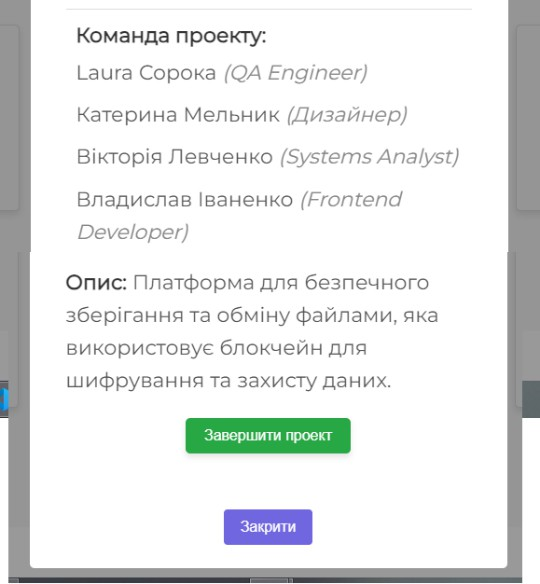 Команда проекту:
Laura Сорока (QA Engineer)
Катерина Мельник (Дизайнер)
Вікторія Левченко (Systems Analyst)
Владислав Іваненко (Frontend
Developer)
Опис: Платформа для безпечного
зберігання та обміну файлами, яка
використовує блокчейн для
шифрування та захисту даних.
Завершити проект
Закрити